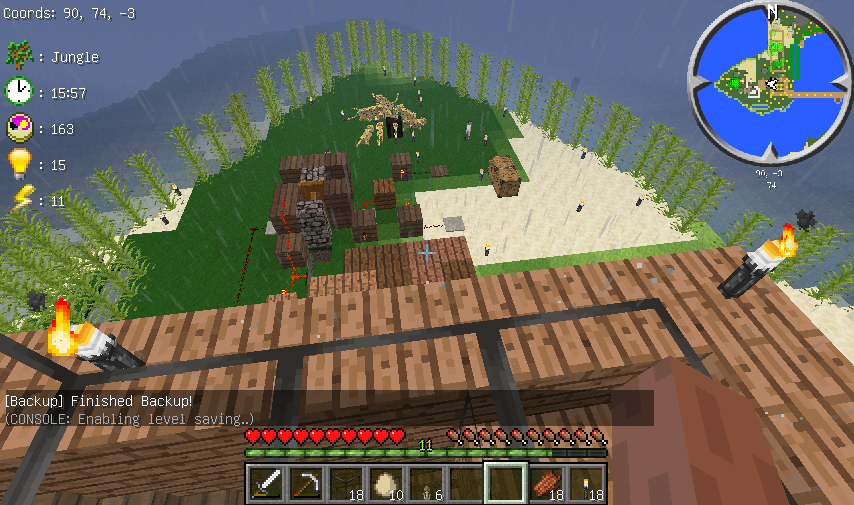 Coords: 90, 74, -3
N
: Jungle
: 15:57
: 163
: 15
: 11
90, -3
74
[Backup] Finished Backup!
(CONSOLE: Enabling level saving..)
11
18 10 6 18 18